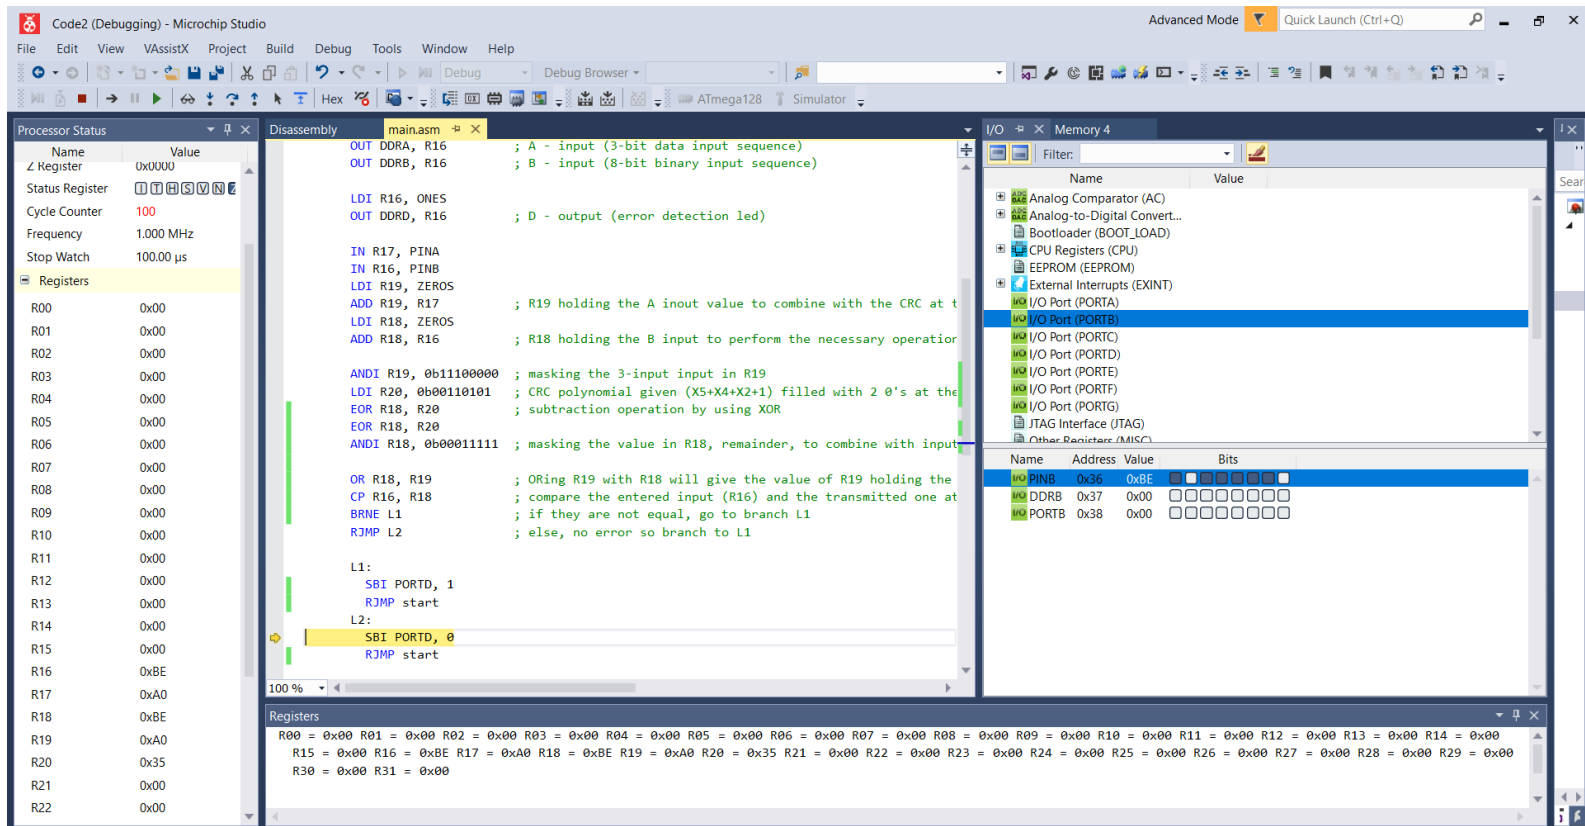 Code2 (Debugging) - Microchip Studio
Advanced Mode
Quick Launch (Ctrl+Q)
File Edit View VAssistX Project Build Debug Tools Window Help
Debug
Debug Browser
Hex
ATmega128
Simulator
Processor Status
Name Value
Z Register 0x0000
Status Register I T H S V N Z
Cycle Counter 100
Frequency 1.000 MHz
Stop Watch 100.00 µs
Registers
R00 0x00
R01 0x00
R02 0x00
R03 0x00
R04 0x00
R05 0x00
R06 0x00
R07 0x00
R08 0x00
R09 0x00
R10 0x00
R11 0x00
R12 0x00
R13 0x00
R14 0x00
R15 0x00
R16 0xBE
R17 0xA0
R18 0xBE
R19 0xA0
R20 0x35
R21 0x00
R22 0x00
Disassembly main.asm
OUT DDRA, R16 ; A - input (3-bit data input sequence)
OUT DDRB, R16 ; B - input (8-bit binary input sequence)
LDI R16, ONES
OUT DDRD, R16 ; D - output (error detection led)
IN R17, PINA
IN R16, PINB
LDI R19, ZEROS
ADD R19, R17 ; R19 holding the A inout value to combine with the CRC at t
LDI R18, ZEROS
ADD R18, R16 ; R18 holding the B input to perform the necessary operation
ANDI R19, 0b11100000 ; masking the 3-input input in R19
LDI R20, 0b00110101 ; CRC polynomial given (X5+X4+X2+1) filled with 2 0's at the
EOR R18, R20 ; subtraction operation by using XOR
EOR R18, R20
ANDI R18, 0b00011111 ; masking the value in R18, remainder, to combine with input
OR R18, R19 ; ORing R19 with R18 will give the value of R19 holding the
CP R16, R18 ; compare the entered input (R16) and the transmitted one at
BRNE L1 ; if they are not equal, go to branch L1
RJMP L2 ; else, no error so branch to L1
L1:
SBI PORTD, 1
RJMP start
L2:
SBI PORTD, 0
RJMP start
100 %
I/O Memory 4
Filter:
Name Value
Analog Comparator (AC)
Analog-to-Digital Convert...
Bootloader (BOOT_LOAD)
CPU Registers (CPU)
EEPROM (EEPROM)
External Interrupts (EXINT)
I/O Port (PORTA)
I/O Port (PORTB)
I/O Port (PORTC)
I/O Port (PORTD)
I/O Port (PORTE)
I/O Port (PORTF)
I/O Port (PORTG)
JTAG Interface (JTAG)
Other Registers (MISC)
Name Address Value Bits
PINB 0x36 0xBE
DDRB 0x37 0x00
PORTB 0x38 0x00
Sear
Registers
R00 = 0x00 R01 = 0x00 R02 = 0x00 R03 = 0x00 R04 = 0x00 R05 = 0x00 R06 = 0x00 R07 = 0x00 R08 = 0x00 R09 = 0x00 R10 = 0x00 R11 = 0x00 R12 = 0x00 R13 = 0x00 R14 = 0x00
R15 = 0x00 R16 = 0xBE R17 = 0xA0 R18 = 0xBE R19 = 0xA0 R20 = 0x35 R21 = 0x00 R22 = 0x00 R23 = 0x00 R24 = 0x00 R25 = 0x00 R26 = 0x00 R27 = 0x00 R28 = 0x00 R29 = 0x00
R30 = 0x00 R31 = 0x00